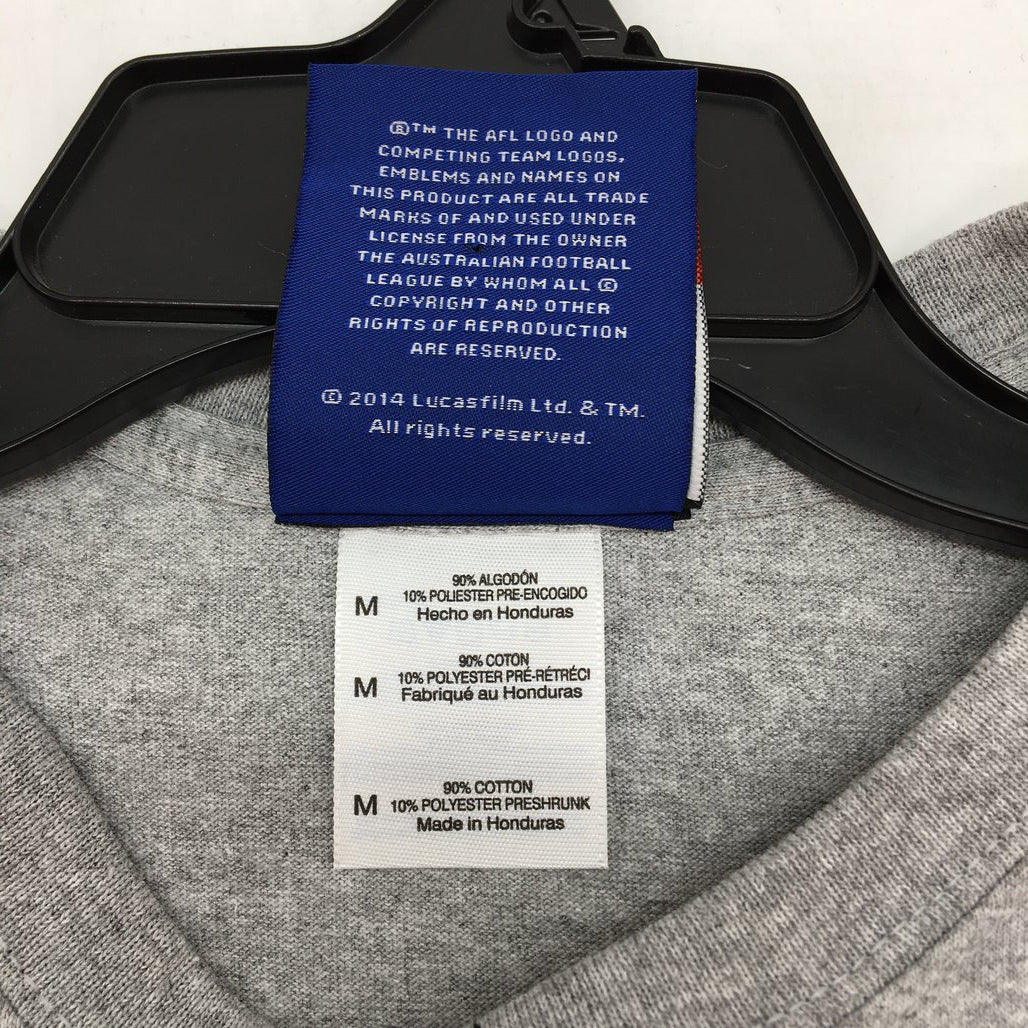 ®™ THE AFL LOGO AND
COMPETING TEAM LOGOS,
EMBLEMS AND NAMES ON
THIS PRODUCT ARE ALL TRADE
MARKS OF AND USED UNDER
LICENSE FROM THE OWNER
THE AUSTRALIAN FOOTBALL
LEAGUE BY WHOM ALL ©
COPYRIGHT AND OTHER
RIGHTS OF REPRODUCTION
ARE RESERVED.
© 2014 Lucasfilm Ltd. & TM.
All rights reserved.
90% ALGODÓN
M 10% POLIESTER PRE-ENCOGIDO
Hecho en Honduras
90% COTON
M 10% POLYESTER PRÉ-RÉTRÉCI
Fabriqué au Honduras
90% COTTON
M 10% POLYESTER PRESHRUNK
Made in Honduras